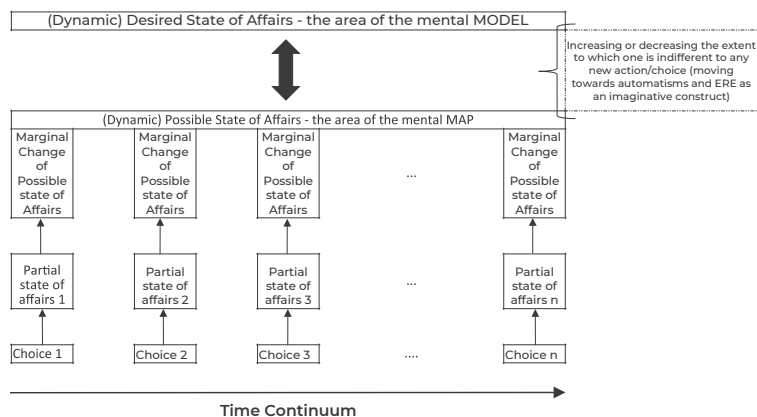 (Dynamic) Desired State of Affairs - the area of the mental MODEL
Increasing or decreasing the extent
to which one is indifferent to any
new action/choice (moving
towards automatisms and ERE as
an imaginative construct)
(Dynamic) Possible State of Affairs - the area of the mental MAP
Marginal
Change
of
Possible
state of
Affairs
Marginal
Change
of
Possible
state of
Affairs
Marginal
Change
of
Possible
state of
Affairs
...
Marginal
Change
of
Possible
state of
Affairs
Partial
state of
affairs 1
Partial
state of
affairs 2
Partial
state of
affairs 3
...
Partial
state of
affairs n
Choice 1
Choice 2
Choice 3
....
Choice n
Time Continuum